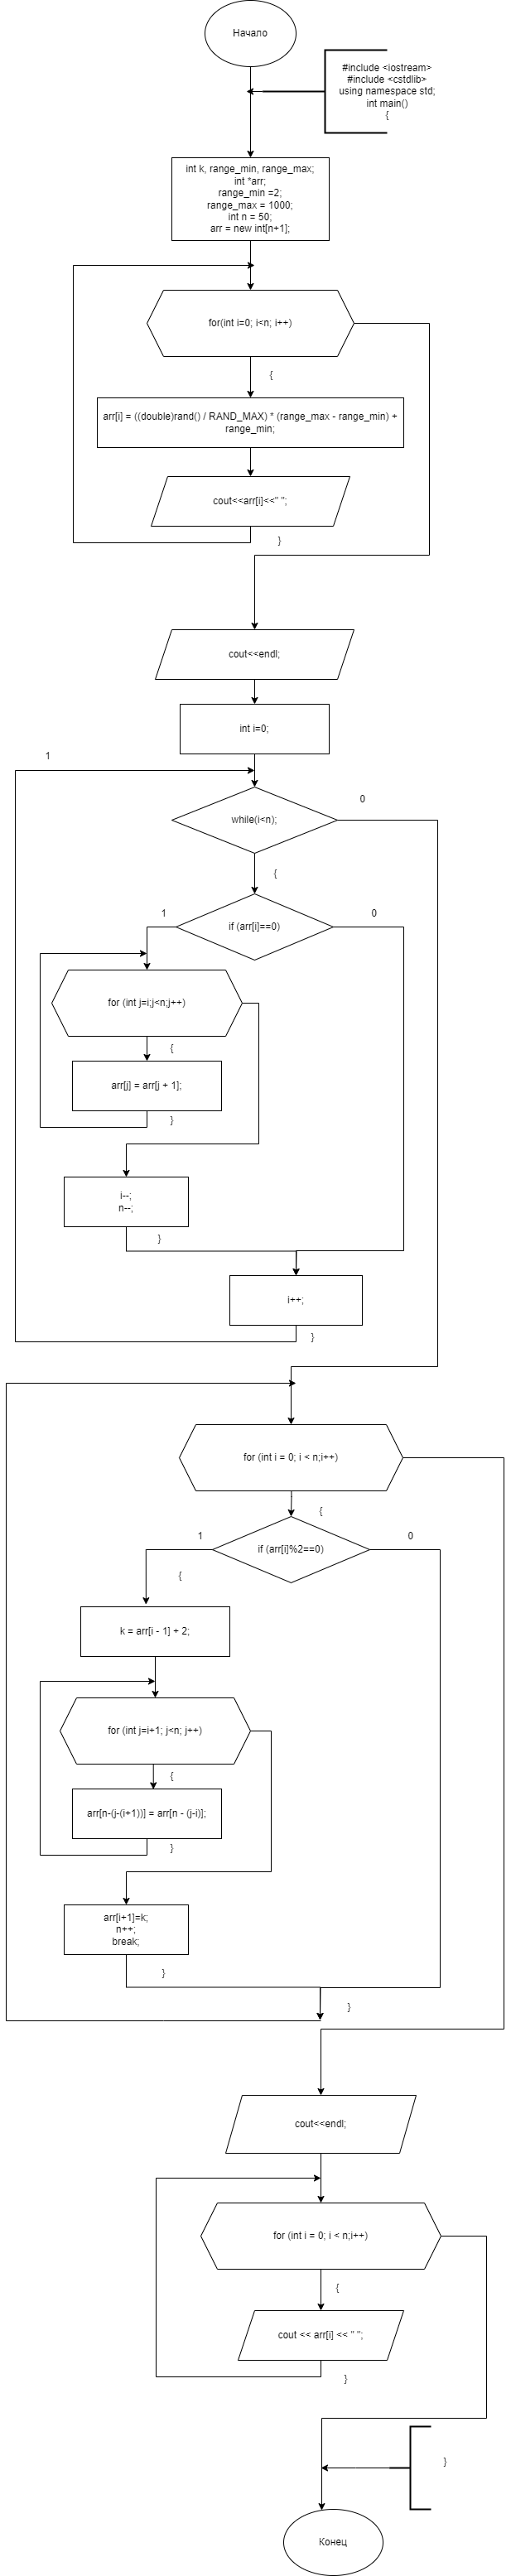 Начало
#include <iostream>
#include <cstdlib>
using namespace std;
int main()
{
int k, range_min, range_max;
int *arr;
range_min =2;
range_max = 1000;
int n = 50;
arr = new int[n+1];
for(int i=0; i<n; i++)
{
arr[i] = ((double)rand() / RAND_MAX) * (range_max - range_min) +
range_min;
cout<<arr[i]<<" ";
}
cout<<endl;
int i=0;
1
while(i<n);
0
{
if (arr[i]==0)
1
0
for (int j=i;j<n;j++)
{
arr[j] = arr[j + 1];
}
i--;
n--;
}
i++;
}
for (int i = 0; i < n;i++)
{
if (arr[i]%2==0)
1
0
{
k = arr[i - 1] + 2;
for (int j=i+1; j<n; j++)
{
arr[n-(j-(i+1))] = arr[n - (j-i)];
}
arr[i+1]=k;
n++;
break;
}
}
cout<<endl;
for (int i = 0; i < n;i++)
{
cout << arr[i] << " ";
}
}
Конец